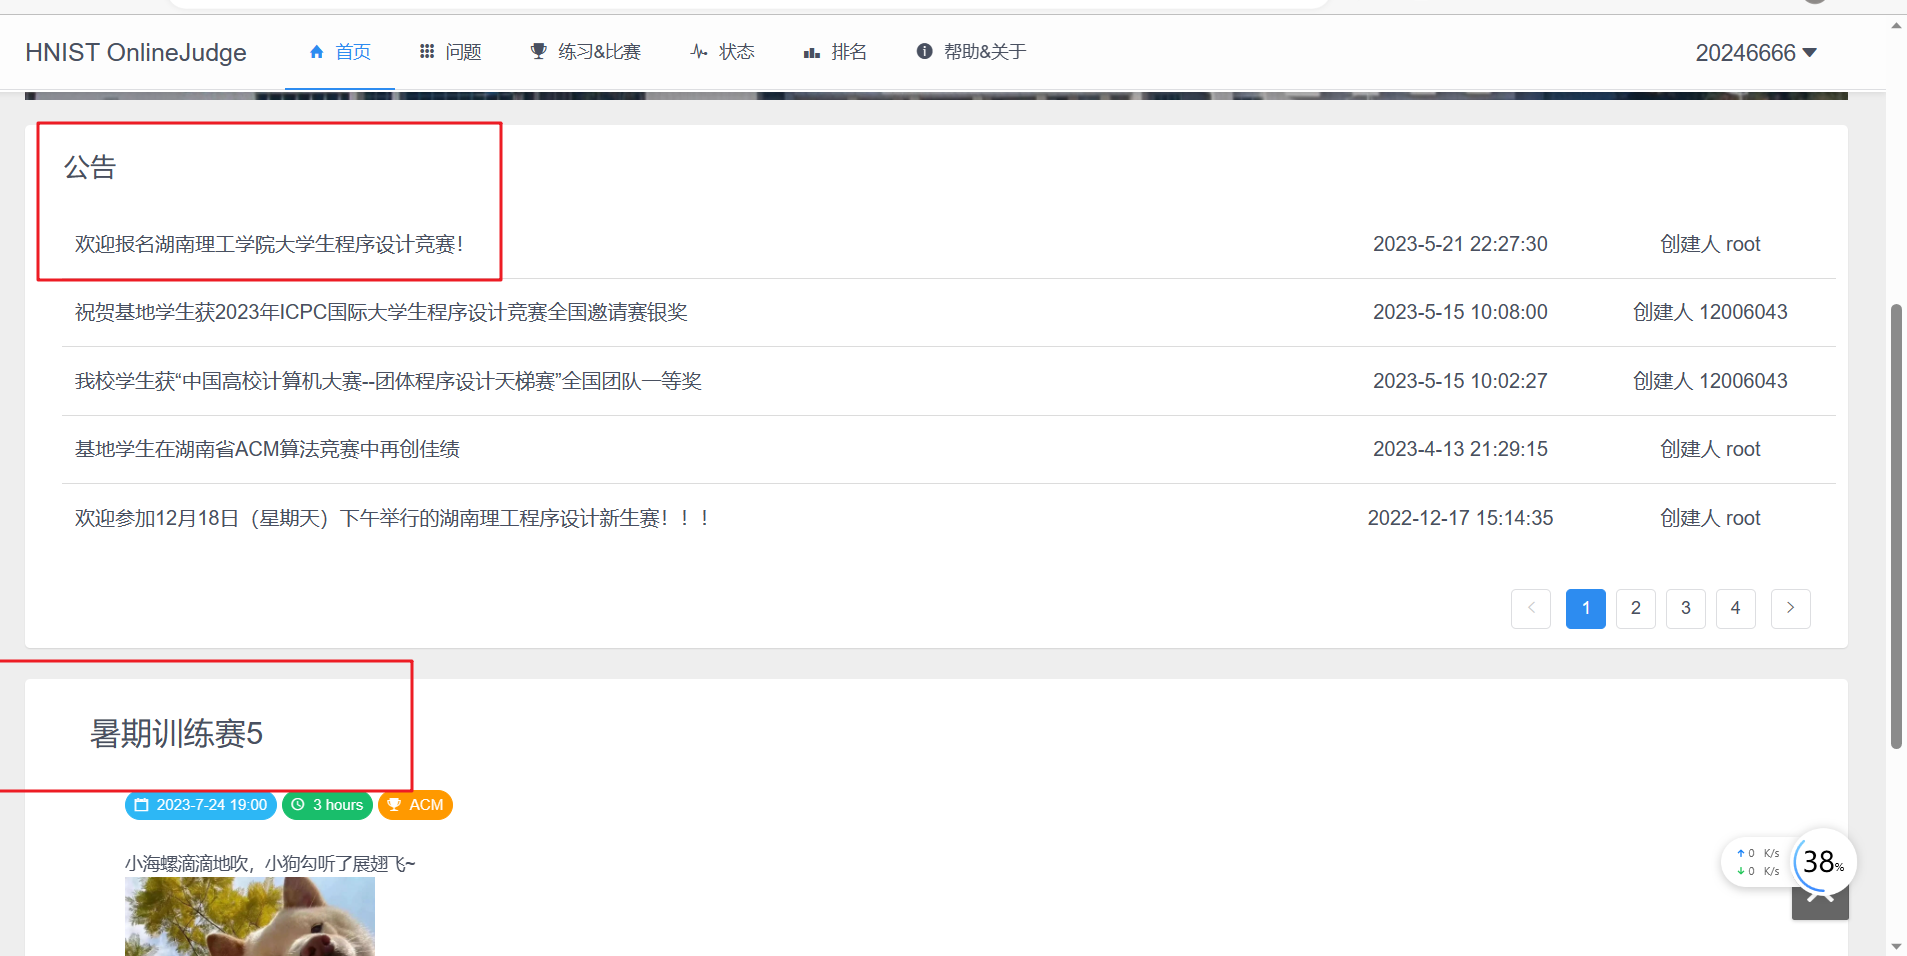 HNIST OnlineJudge 首页 问题 练习&比赛 状态 排名 帮助&关于 20246666
公告
欢迎报名湖南理工学院大学生程序设计竞赛！ 2023-5-21 22:27:30 创建人 root
祝贺基地学生获2023年ICPC国际大学生程序设计竞赛全国邀请赛银奖 2023-5-15 10:08:00 创建人 12006043
我校学生获“中国高校计算机大赛--团体程序设计天梯赛”全国团队一等奖 2023-5-15 10:02:27 创建人 12006043
基地学生在湖南省ACM算法竞赛中再创佳绩 2023-4-13 21:29:15 创建人 root
欢迎参加12月18日（星期天）下午举行的湖南理工程序设计新生赛！！！ 2022-12-17 15:14:35 创建人 root
1 2 3 4
暑期训练赛5
2023-7-24 19:00 3 hours ACM
小海螺滴滴地吹，小狗勾听了展翅飞~
0 K/s
0 K/s
38%